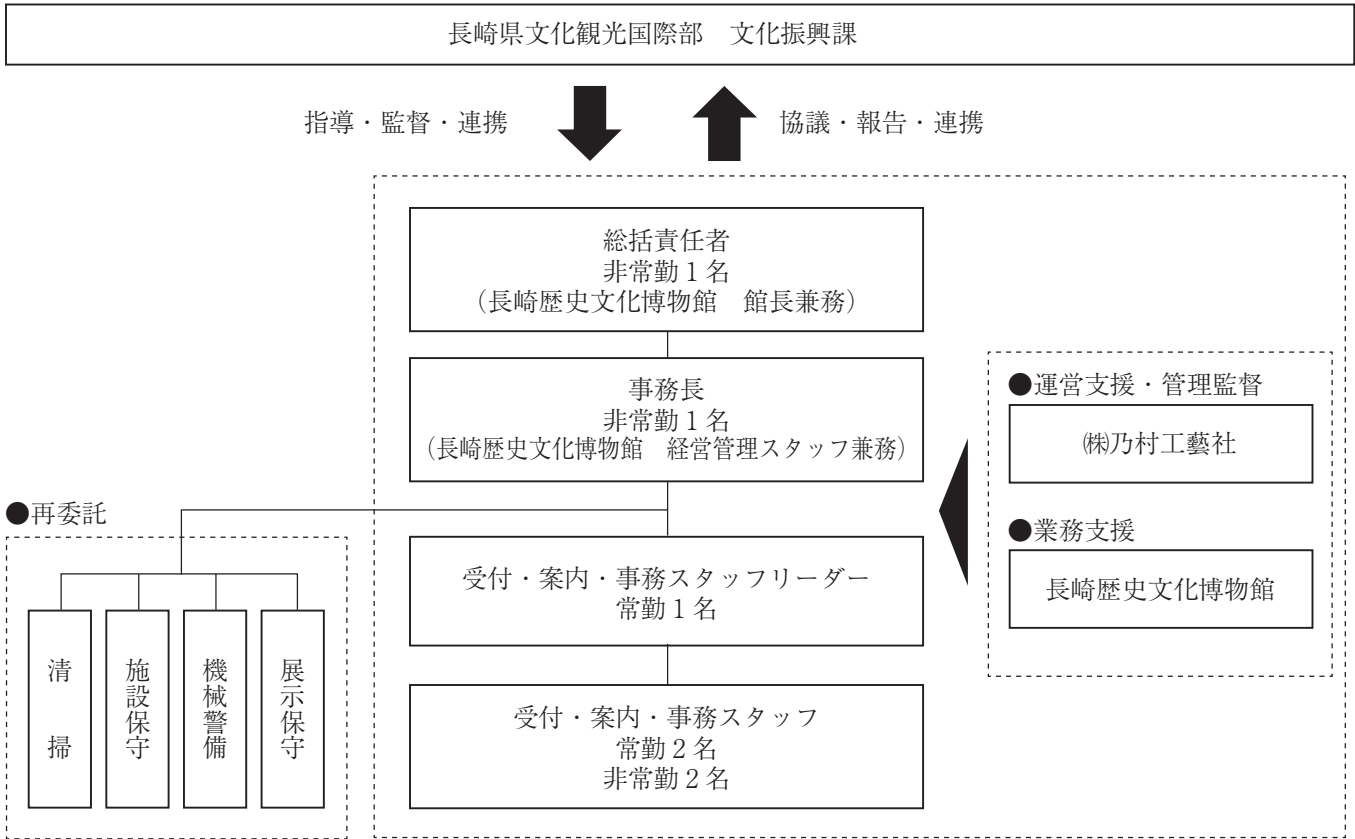 長崎県文化観光国際部　文化振興課
指導・監督・連携
協議・報告・連携
総括責任者
非常勤１名
（長崎歴史文化博物館　館長兼務）
事務長
非常勤１名
（長崎歴史文化博物館　経営管理スタッフ兼務）
●運営支援・管理監督
㈱乃村工藝社
●業務支援
長崎歴史文化博物館
●再委託
清掃
施設保守
機械警備
展示保守
受付・案内・事務スタッフリーダー
常勤１名
受付・案内・事務スタッフ
常勤２名
非常勤２名